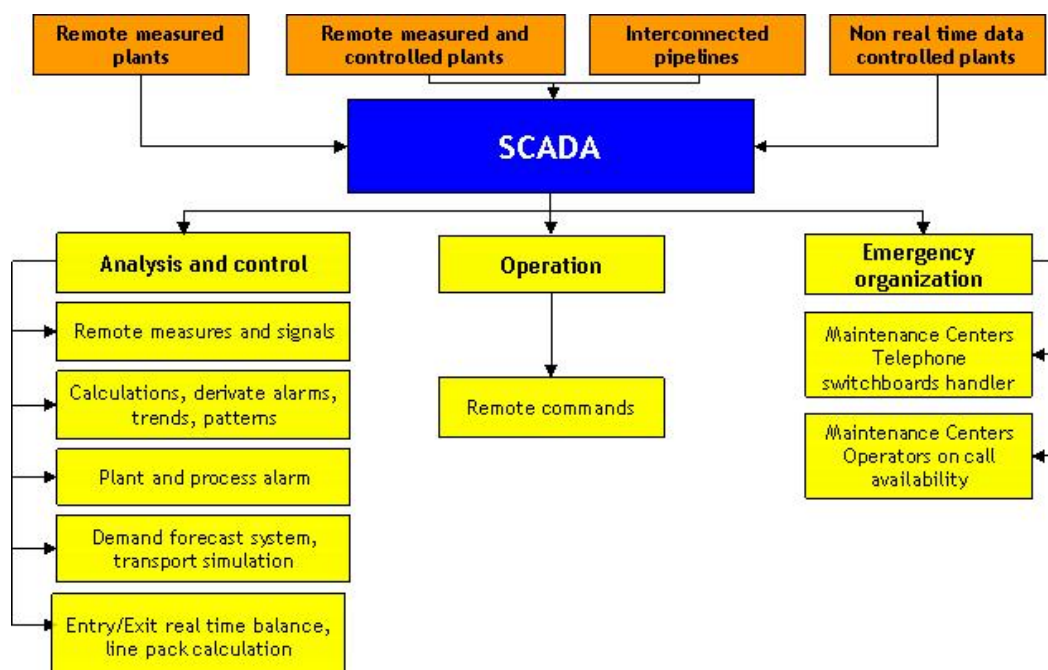 Remote measured
plants
Remote measured and
controlled plants
Interconnected
pipelines
Non real time data
controlled plants
SCADA
Analysis and control
Operation
Emergency
organization
Remote measures and signals
Calculations, derivate alarms,
trends, patterns
Plant and process alarm
Demand forecast system,
transport simulation
Entry/Exit real time balance,
line pack calculation
Remote commands
Maintenance Centers
Telephone
switchboards handler
Maintenance Centers
Operators on call
availability